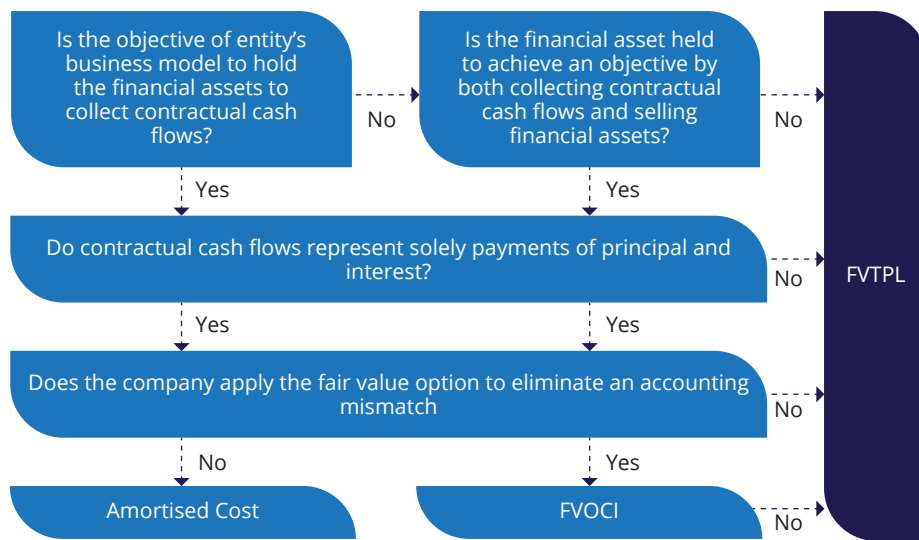 Is the objective of entity’s
business model to hold
the financial assets to
collect contractual cash
flows?
No
Is the financial asset held
to achieve an objective by
both collecting contractual
cash flows and selling
financial assets?
No
Yes
Yes
Do contractual cash flows represent solely payments of principal and
interest?
No
FVTPL
Yes
Yes
Does the company apply the fair value option to eliminate an accounting
mismatch
No
No
Yes
Amortised Cost
FVOCI
No